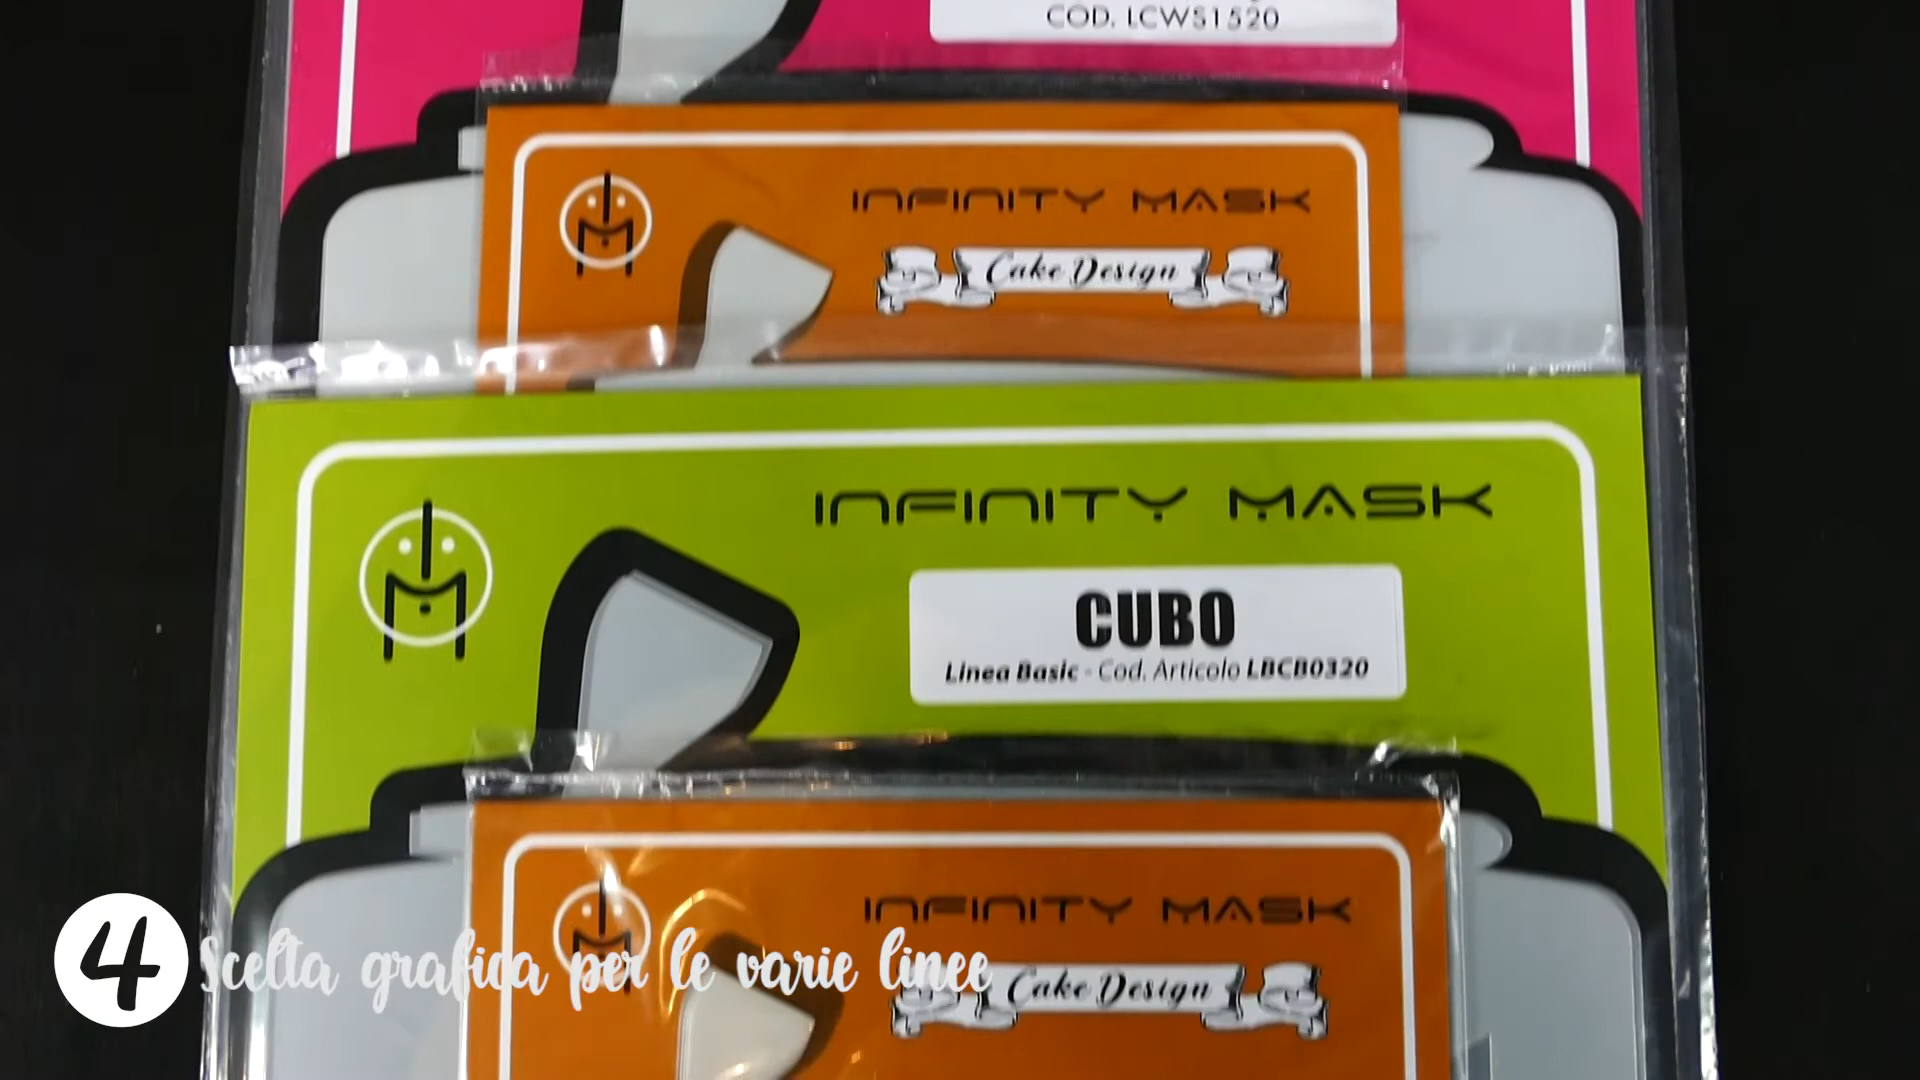 COD. LCWS1520
INFINITY MASK
Cake Design
INFINITY MASK
CUBO
Linea Basic - Cod. Articolo LBCB0320
INFINITY MASK
4 Scelta grafica per le varie linee
Cake Design